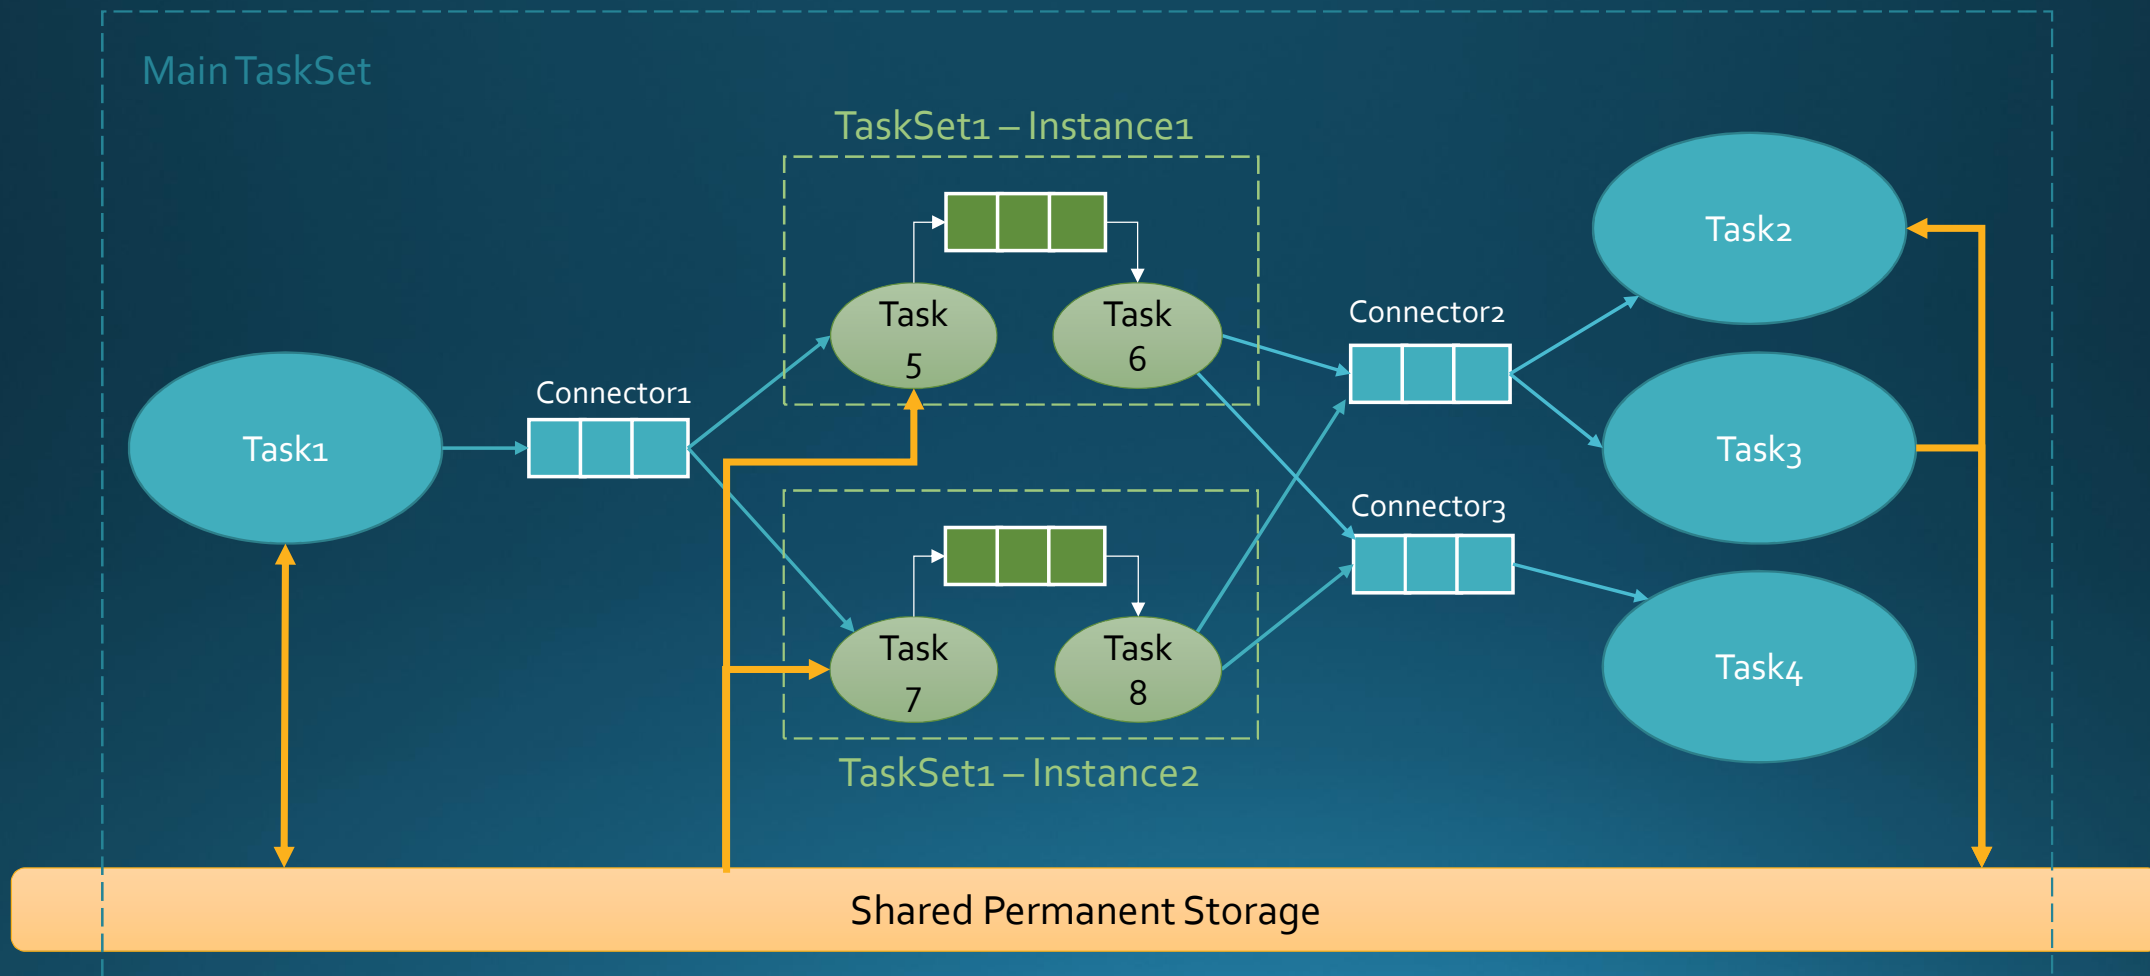 Main TaskSet
TaskSet1 – Instance1
Task
5
Task
6
Connector1
Task1
Connector2
Task2
Task3
Connector3
Task
7
Task
8
Task4
TaskSet1 – Instance2
Shared Permanent Storage